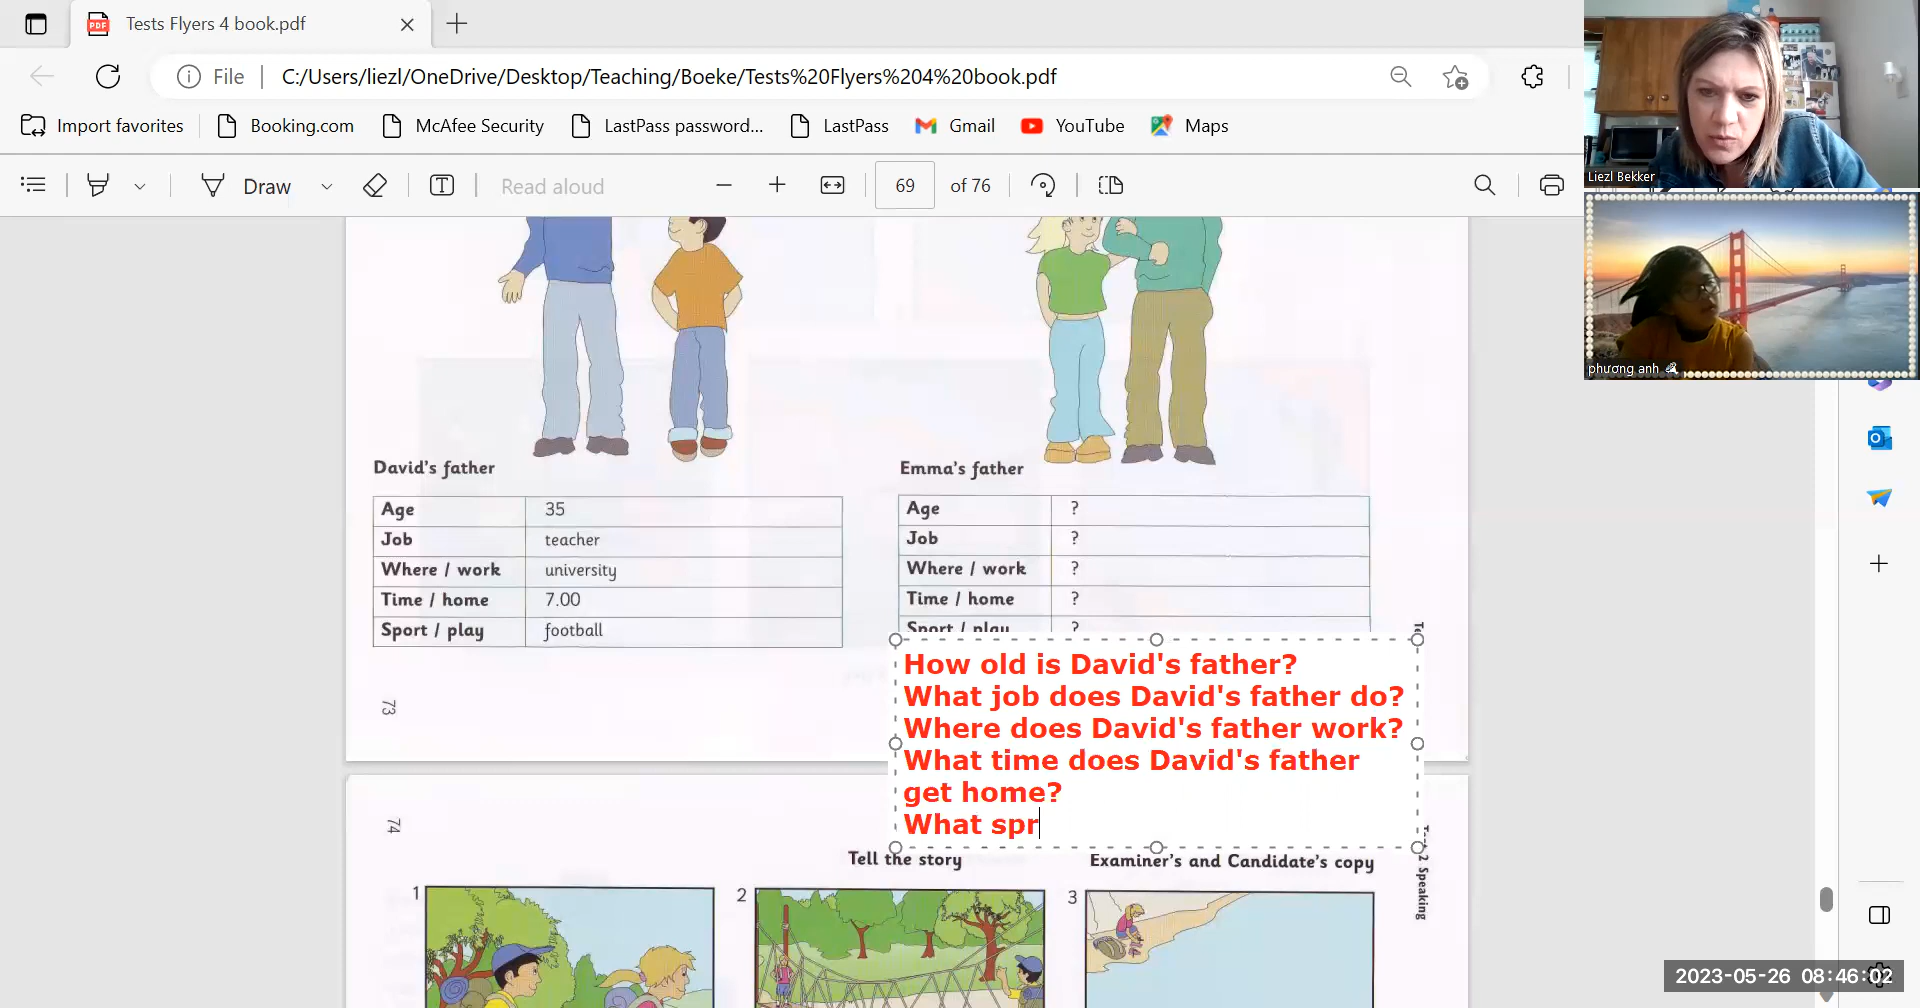 Tests Flyers 4 book.pdf
File
C:/Users/liezl/OneDrive/Desktop/Teaching/Boeke/Tests%20Flyers%204%20book.pdf
Import favorites
Booking.com
McAfee Security
LastPass password...
LastPass
Gmail
YouTube
Maps
Draw
Read aloud
69 of 76
Liezl Bekker
phương anh
David's father
Age 35
Job teacher
Where / work university
Time / home 7.00
Sport / play football
Emma's father
Age ?
Job ?
Where / work ?
Time / home ?
Sport / play ?
How old is David's father?
What job does David's father do?
Where does David's father work?
What time does David's father
get home?
What spr
73
74
Tell the story
Examiner's and Candidate's copy
2 Speaking
1
2
3
2023-05-26 08:46:02